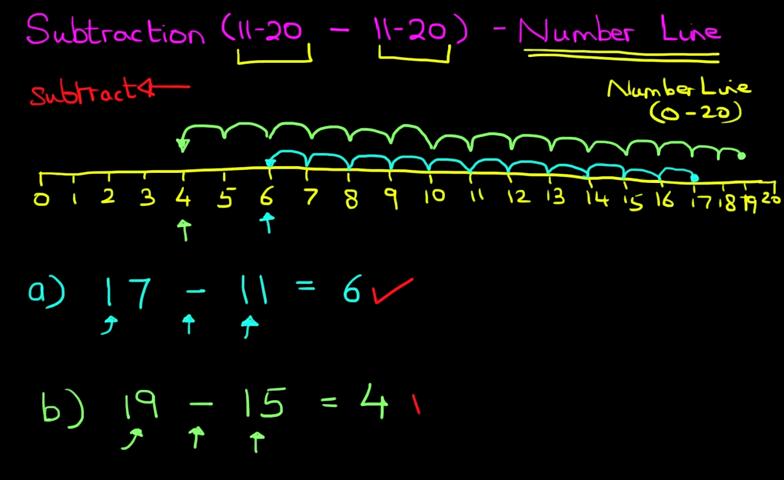 Subtraction (11-20 - 11-20) - Number Line
Subtract
Number Line
(0-20)
0 1 2 3 4 5 6 7 8 9 10 11 12 13 14 15 16 17 18 19 20
a) 17 - 11 = 6
b) 19 - 15 = 4